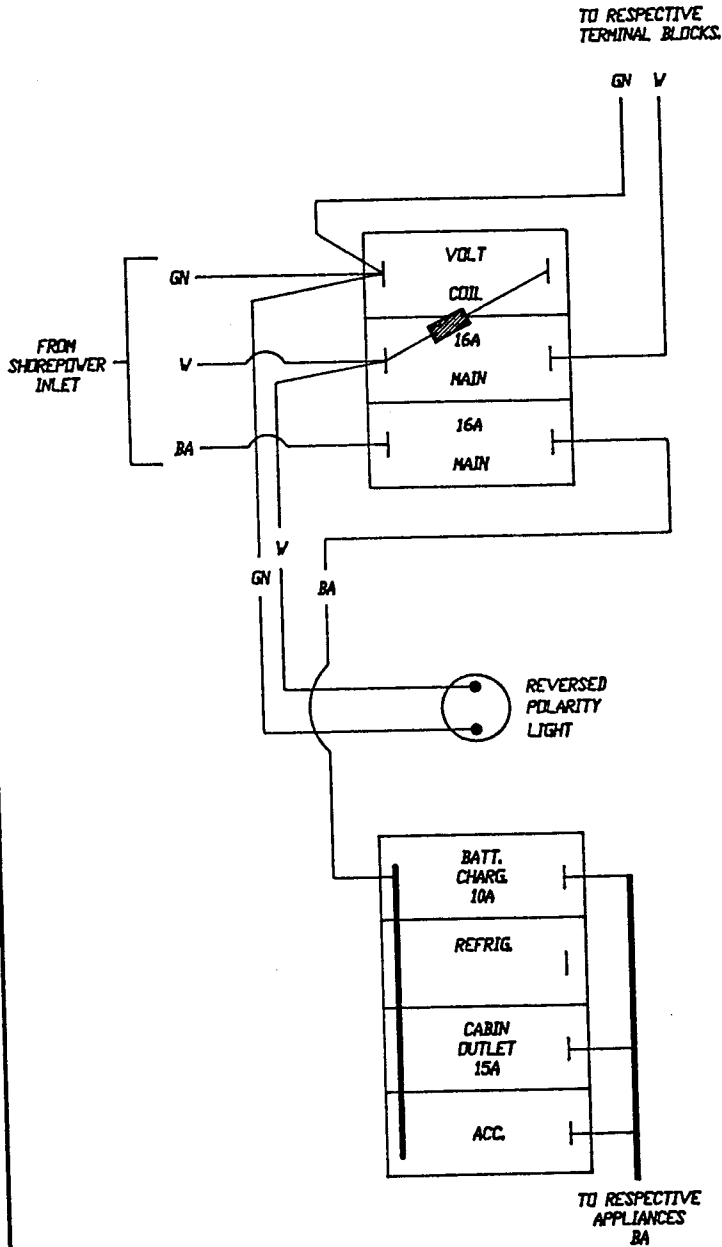 TO RESPECTIVE
TERMINAL BLOCKS.
GN W
VOLT
COIL
GN
16A
MAIN
W
FROM
SHOREPOWER
INLET
16A
MAIN
BA
W
GN
BA
REVERSED
POLARITY
LIGHT
BATT.
CHARG.
10A
REFRIG.
CABIN
OUTLET
15A
ACC.
TO RESPECTIVE
APPLIANCES
BA